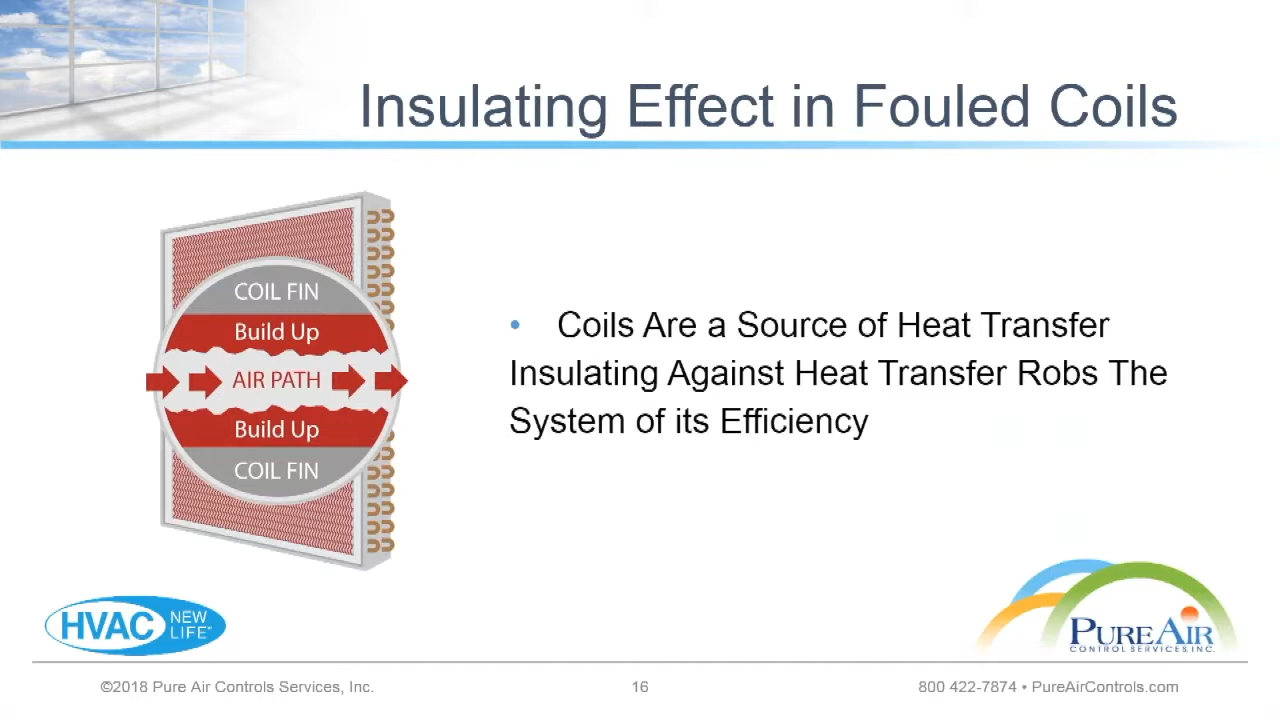 Insulating Effect in Fouled Coils
COIL FIN
Build Up
AIR PATH
Build Up
COIL FIN
• Coils Are a Source of Heat Transfer
Insulating Against Heat Transfer Robs The
System of its Efficiency
HVAC NEW
LIFE™
PURE AIR
CONTROL SERVICES, INC.
©2018 Pure Air Controls Services, Inc.
16
800 422-7874 • PureAirControls.com